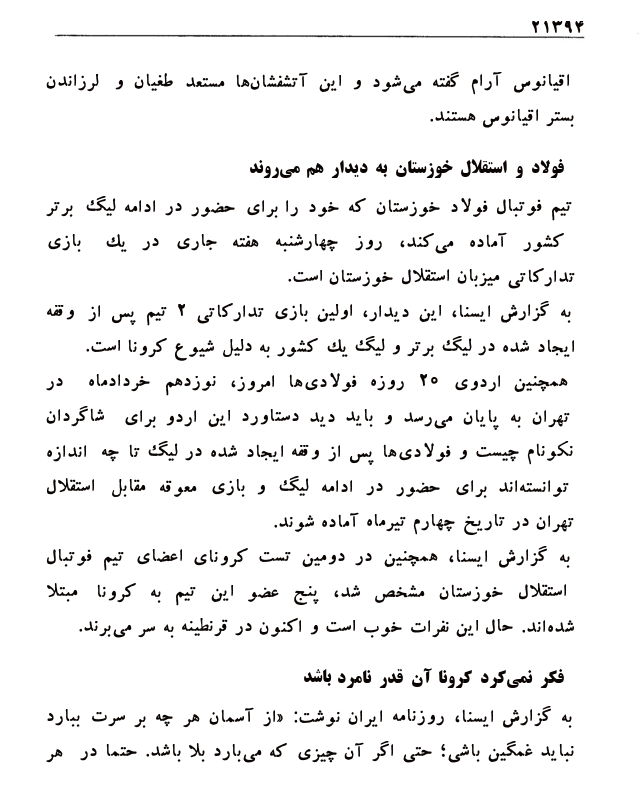 ۲۱۳۹۴
اقیانوس آرام گفته می‌شود و این آتشفشان‌ها مستعد طغیان و لرزاندن
بستر اقیانوس هستند.
فولاد و استقلال خوزستان به دیدار هم می‌روند
تیم فوتبال فولاد خوزستان که خود را برای حضور در ادامه لیگ برتر
کشور آماده می‌کند، روز چهارشنبه هفته جاری در یك بازی
تدارکاتی میزبان استقلال خوزستان است.
به گزارش ایسنا، این دیدار، اولین بازی تدارکاتی ۲ تیم پس از وقفه
ایجاد شده در لیگ برتر و لیگ یك کشور به دلیل شیوع کرونا است.
همچنین اردوی ۲۵ روزه فولادی‌ها امروز، نوزدهم خردادماه در
تهران به پایان می‌رسد و باید دید دستاورد این اردو برای شاگردان
نکونام چیست و فولادی‌ها پس از وقفه ایجاد شده در لیگ تا چه اندازه
توانسته‌اند برای حضور در ادامه لیگ و بازی معوقه مقابل استقلال
تهران در تاریخ چهارم تیرماه آماده شوند.
به گزارش ایسنا، همچنین در دومین تست کرونای اعضای تیم فوتبال
استقلال خوزستان مشخص شد، پنج عضو این تیم به کرونا مبتلا
شده‌اند. حال این نفرات خوب است و اکنون در قرنطینه به سر می‌برند.
فکر نمی‌کرد کرونا آن قدر نامرد باشد
به گزارش ایسنا، روزنامه ایران نوشت: «از آسمان هر چه بر سرت ببارد
نباید غمگین باشی؛ حتی اگر آن چیزی که می‌بارد بلا باشد. حتما در هر